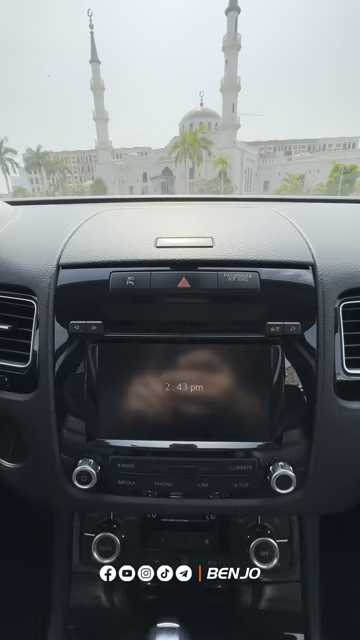 PASSENGER
AIR BAG
2:43 pm
RADIO
CLIMATE
MEDIA
PHONE
CAR
SETUP
BENJO